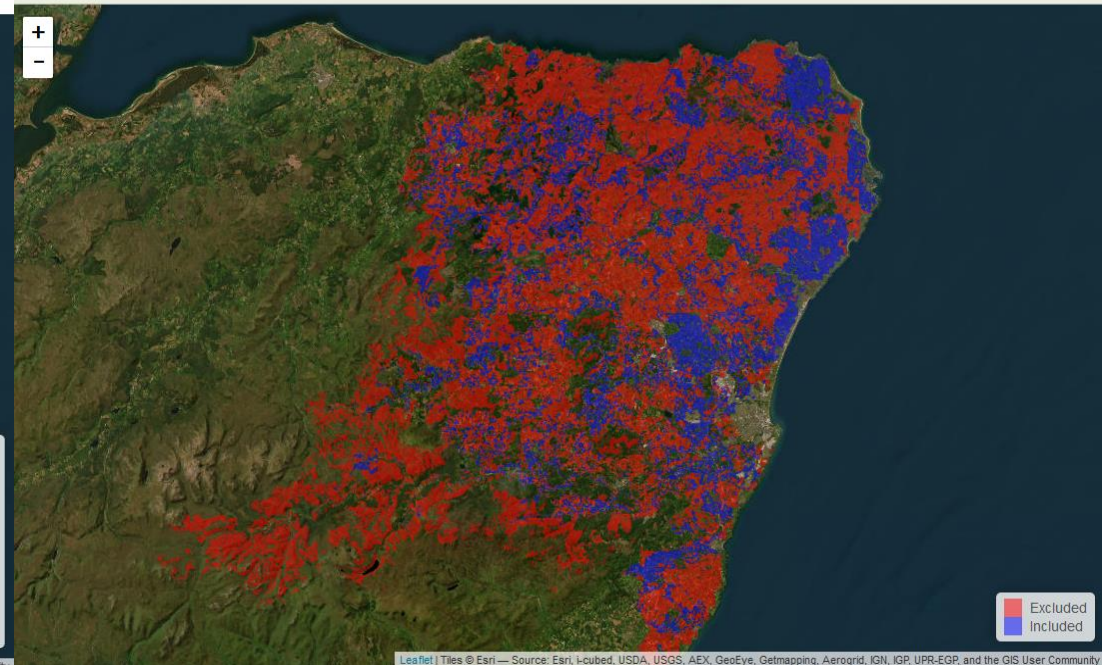 +
−
Excluded
Included
Leaflet | Tiles © Esri — Source: Esri, i-cubed, USDA, USGS, AEX, GeoEye, Getmapping, Aerogrid, IGN, IGP, UPR-EGP, and the GIS User Community